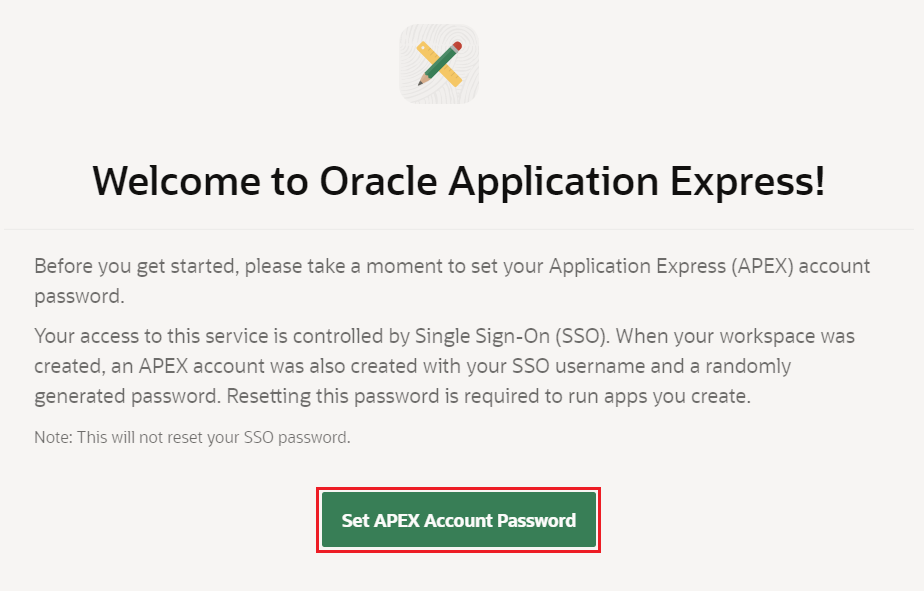 Welcome to Oracle Application Express!
Before you get started, please take a moment to set your Application Express (APEX) account
password.
Your access to this service is controlled by Single Sign-On (SSO). When your workspace was
created, an APEX account was also created with your SSO username and a randomly
generated password. Resetting this password is required to run apps you create.
Note: This will not reset your SSO password.
Set APEX Account Password